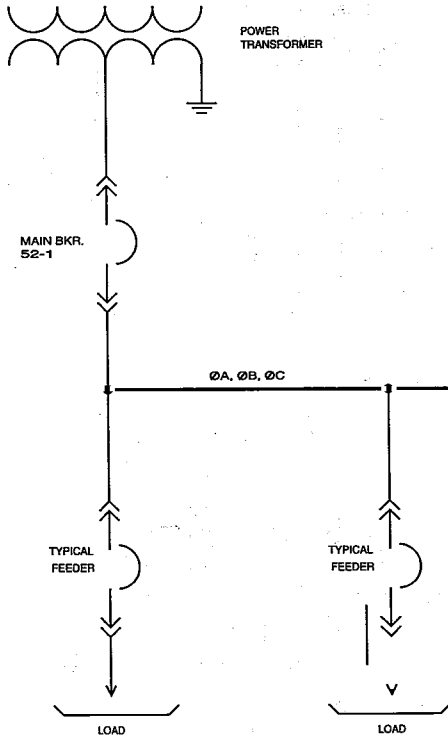 POWER
TRANSFORMER
MAIN BKR.
52-1
ØA, ØB, ØC
TYPICAL
FEEDER
TYPICAL
FEEDER
LOAD
LOAD